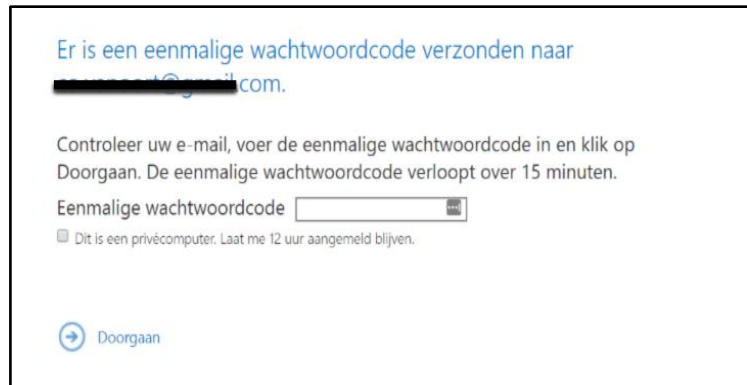 Er is een eenmalige wachtwoordcode verzonden naar
.com.
Controleer uw e-mail, voer de eenmalige wachtwoordcode in en klik op
Doorgaan. De eenmalige wachtwoordcode verloopt over 15 minuten.
Eenmalige wachtwoordcode
Dit is een privécomputer. Laat me 12 uur aangemeld blijven.
Doorgaan